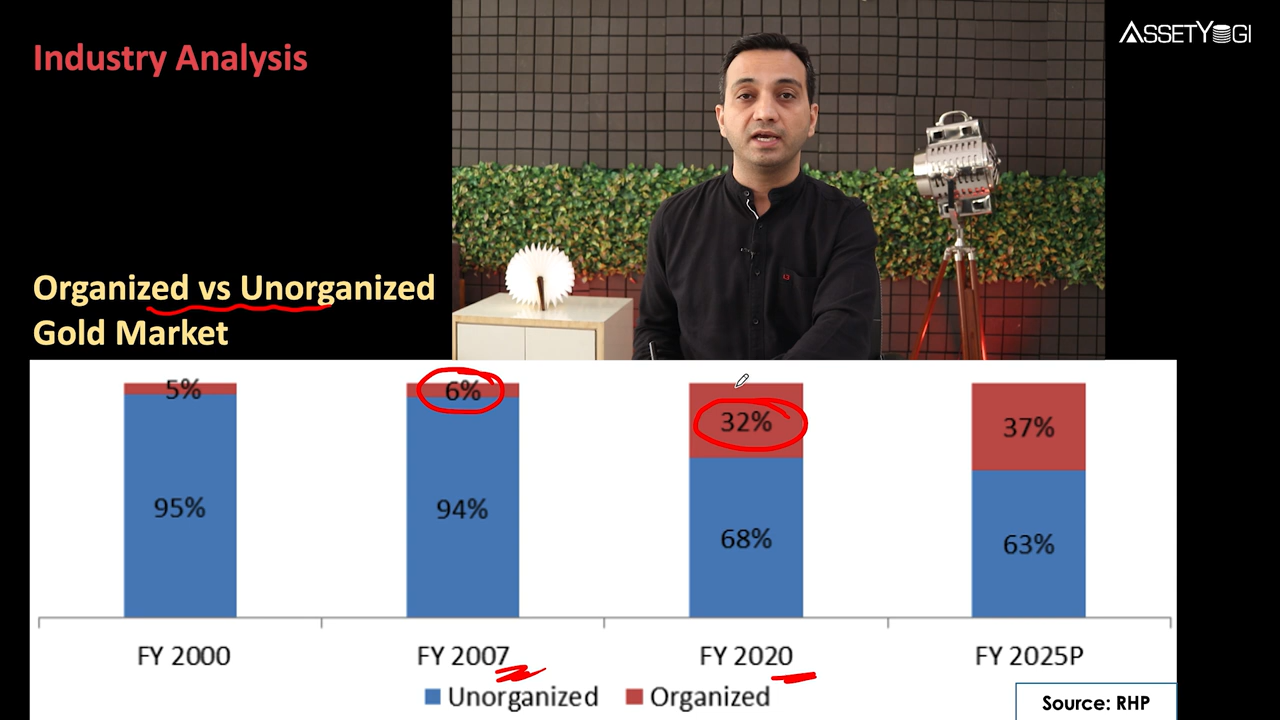 Industry Analysis
ASSETYOGI
Organized vs Unorganized
Gold Market
5%
6%
32%
37%
95%
94%
68%
63%
FY 2000
FY 2007
FY 2020
FY 2025P
Unorganized
Organized
Source: RHP